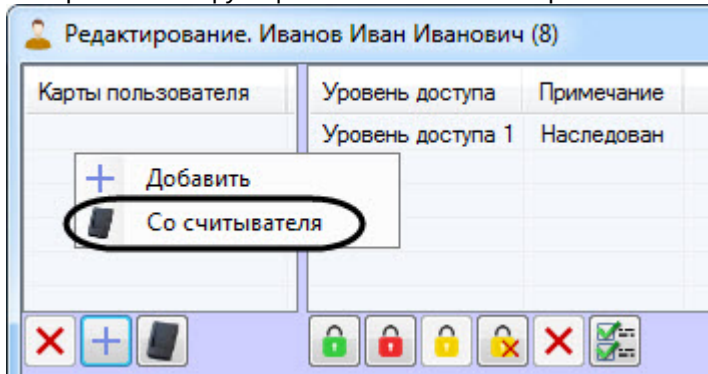 Редактирование. Иванов Иван Иванович (8)
Карты пользователя Уровень доступа Примечание
Уровень доступа 1 Наследован
Добавить
Со считывателя